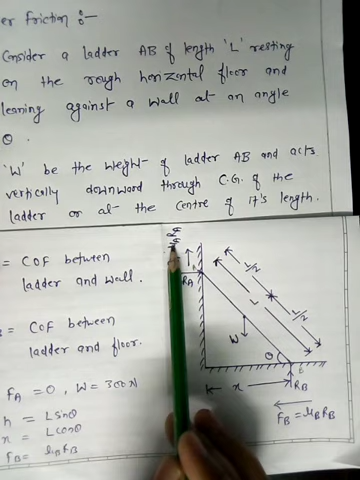 er Friction :-
Consider a ladder AB of length 'L' resting
on the rough horizontal floor and
leaning against a wall at an angle
θ .
'W' be the weight of ladder AB and acts
vertically downward through C.G. of the
ladder or at the centre of it's length.
= COF between
ladder and wall.
= COF between
ladder and floor.
FA = 0 , W = 300 N
h = L sinθ
x = L cosθ
FB = μB RB
RA
L/2
L
L/2
W
θ
B
x
RB
FB = μB RB